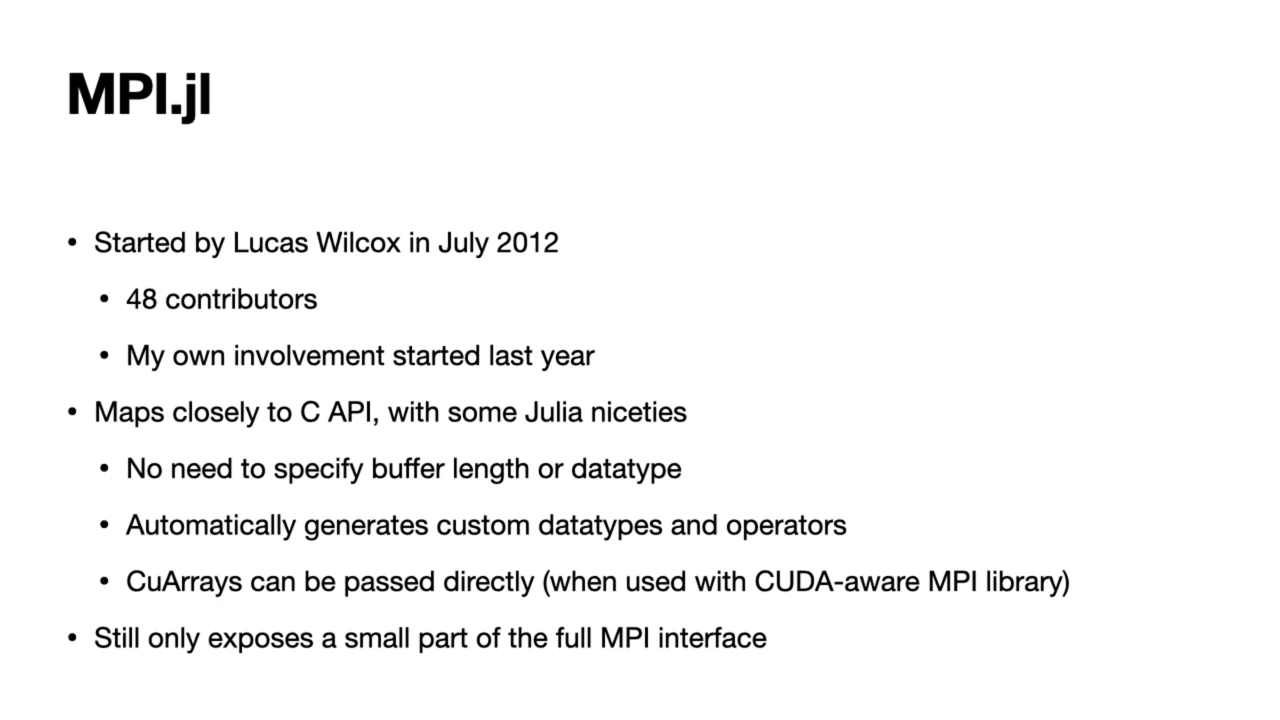 MPI.jl
• Started by Lucas Wilcox in July 2012
• 48 contributors
• My own involvement started last year
• Maps closely to C API, with some Julia niceties
• No need to specify buffer length or datatype
• Automatically generates custom datatypes and operators
• CuArrays can be passed directly (when used with CUDA-aware MPI library)
• Still only exposes a small part of the full MPI interface